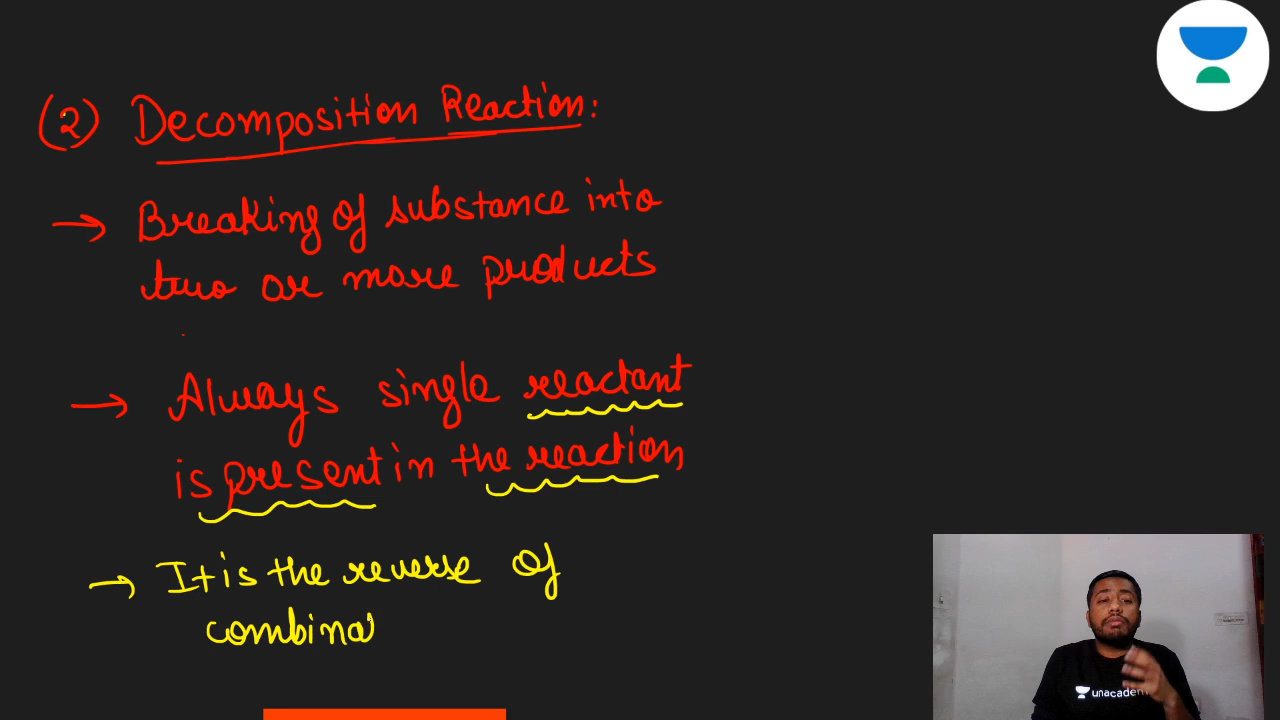 (2) Decomposition Reaction:
→ Breaking of substance into
two or more products
→ Always single reactant
is present in the reaction
→ It is the reverse of
combina
unacademy